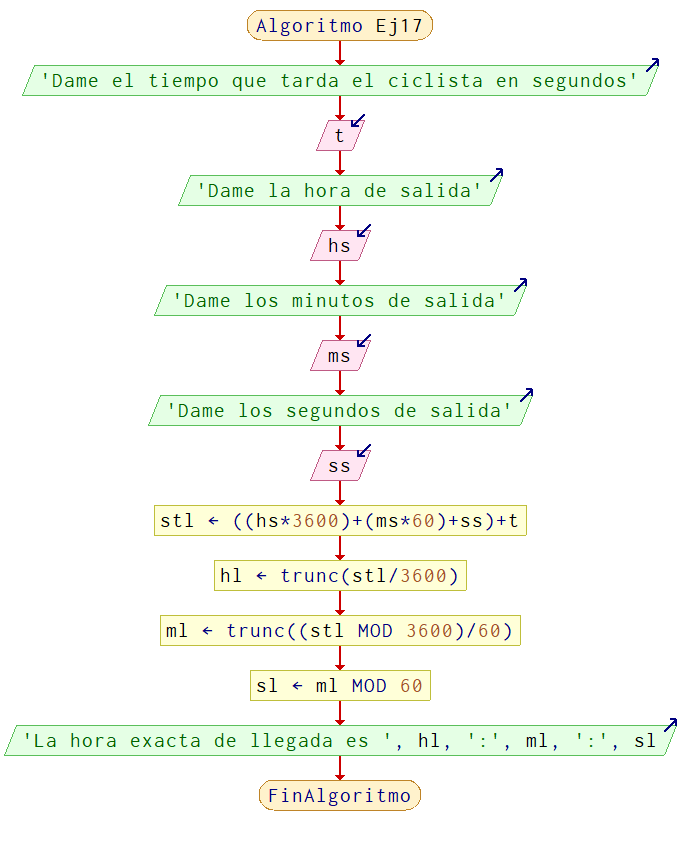 Algoritmo Ej17
'Dame el tiempo que tarda el ciclista en segundos'
t
'Dame la hora de salida'
hs
'Dame los minutos de salida'
ms
'Dame los segundos de salida'
ss
stl ← ((hs*3600)+(ms*60)+ss)+t
hl ← trunc(stl/3600)
ml ← trunc((stl MOD 3600)/60)
sl ← ml MOD 60
'La hora exacta de llegada es ', hl, ':', ml, ':', sl
FinAlgoritmo